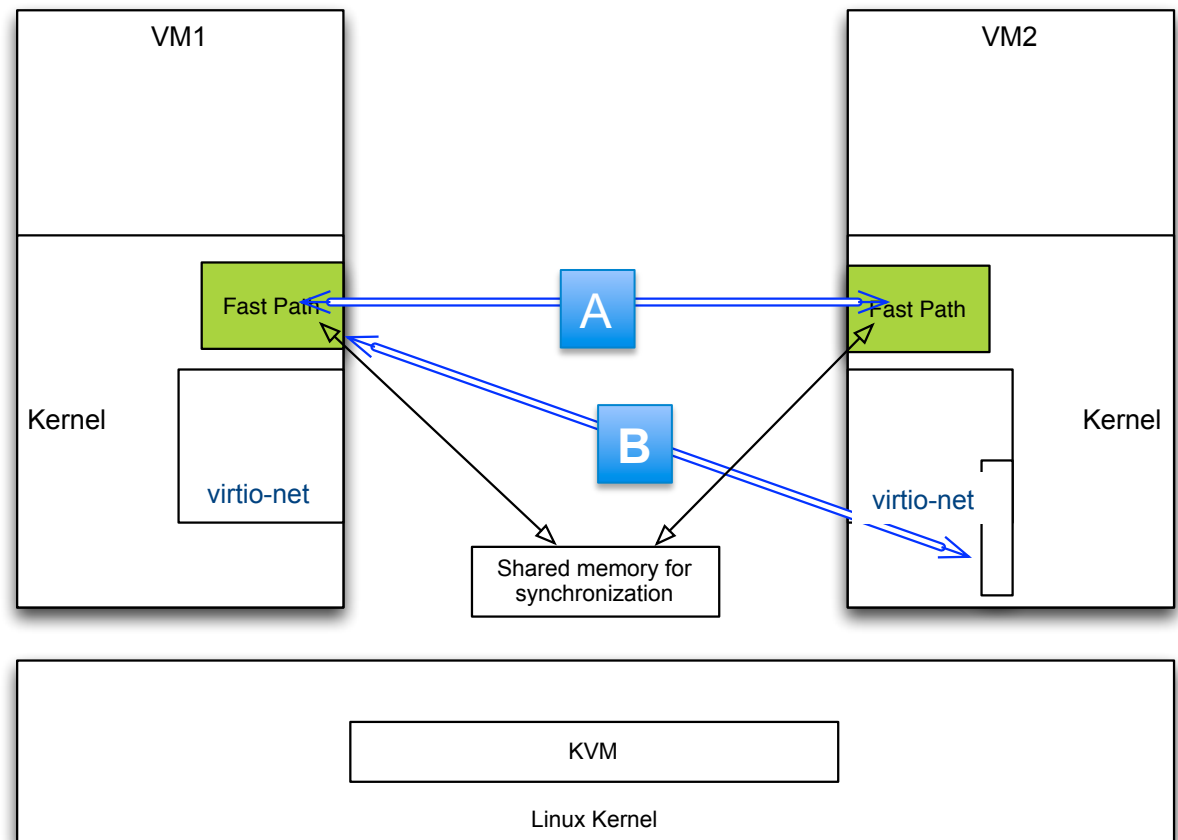 VM1
VM2
Fast Path
A
Fast Path
Kernel
B
Kernel
virtio-net
virtio-net
Shared memory for
synchronization
KVM
Linux Kernel